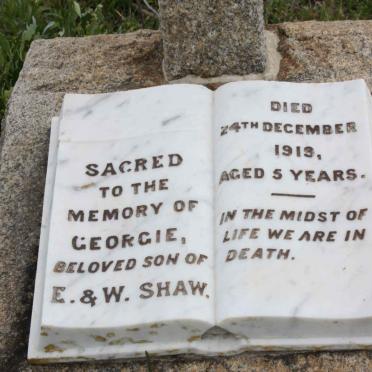 SACRED
TO THE
MEMORY OF
GEORGIE,
BELOVED SON OF
E. & W. SHAW.
DIED
24TH DECEMBER
1913,
AGED 5 YEARS.
IN THE MIDST OF
LIFE WE ARE IN
DEATH.